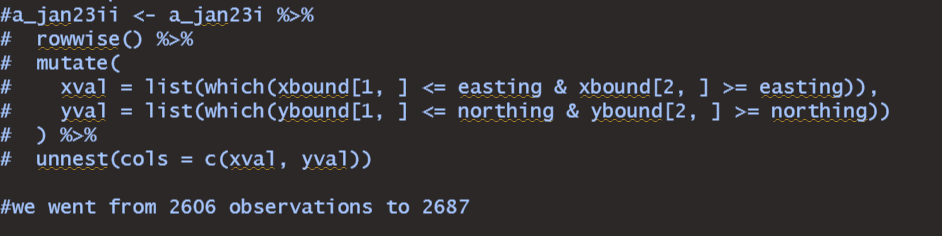 #a_jan23ii <- a_jan23i %>%
#  rowwise() %>%
#  mutate(
#    xval = list(which(xbound[1, ] <= easting & xbound[2, ] >= easting)),
#    yval = list(which(ybound[1, ] <= northing & ybound[2, ] >= northing))
#  ) %>%
#  unnest(cols = c(xval, yval))
#we went from 2606 observations to 2687